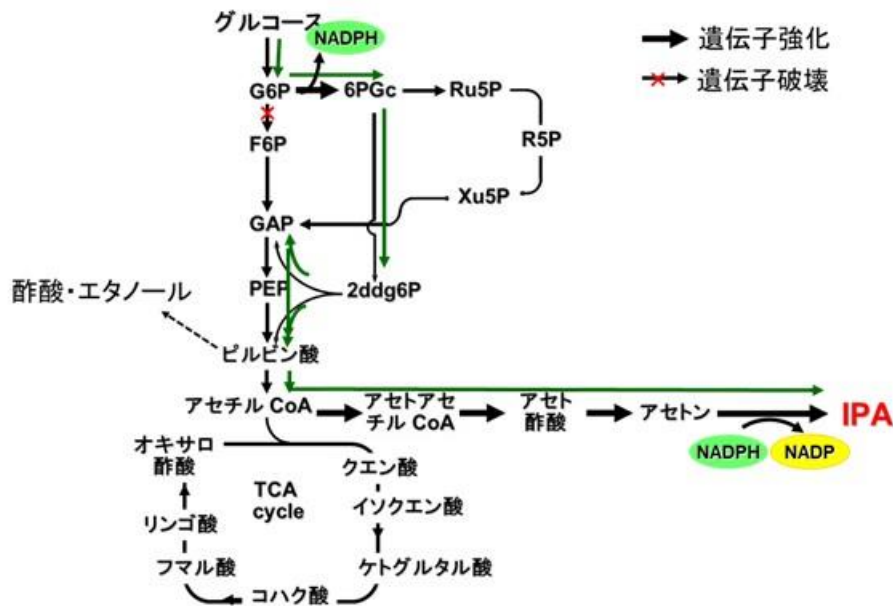 グルコース
NADPH
遺伝子強化
遺伝子破壊
G6P
6PGc
Ru5P
F6P
R5P
Xu5P
GAP
酢酸・エタノール
PEP
2ddg6P
ピルビン酸
アセチル CoA
アセトアセ
チル CoA
アセト
酢酸
アセトン
IPA
NADPH
NADP
オキサロ
酢酸
クエン酸
TCA
cycle
イソクエン酸
リンゴ酸
フマル酸
ケトグルタル酸
コハク酸